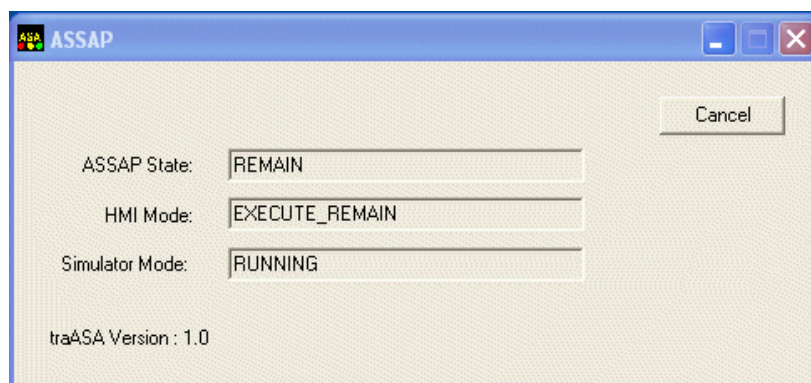 ASA ASSAP
Cancel
ASSAP State: REMAIN
HMI Mode: EXECUTE_REMAIN
Simulator Mode: RUNNING
traASA Version : 1.0